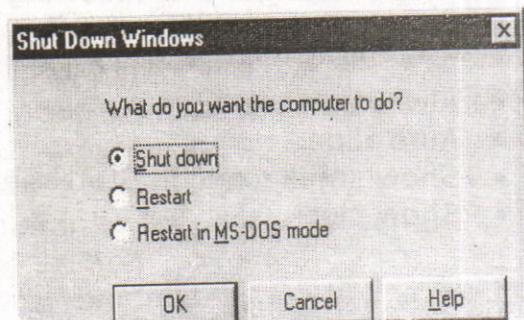 Shut Down Windows
What do you want the computer to do?
Shut down
Restart
Restart in MS-DOS mode
OK Cancel Help